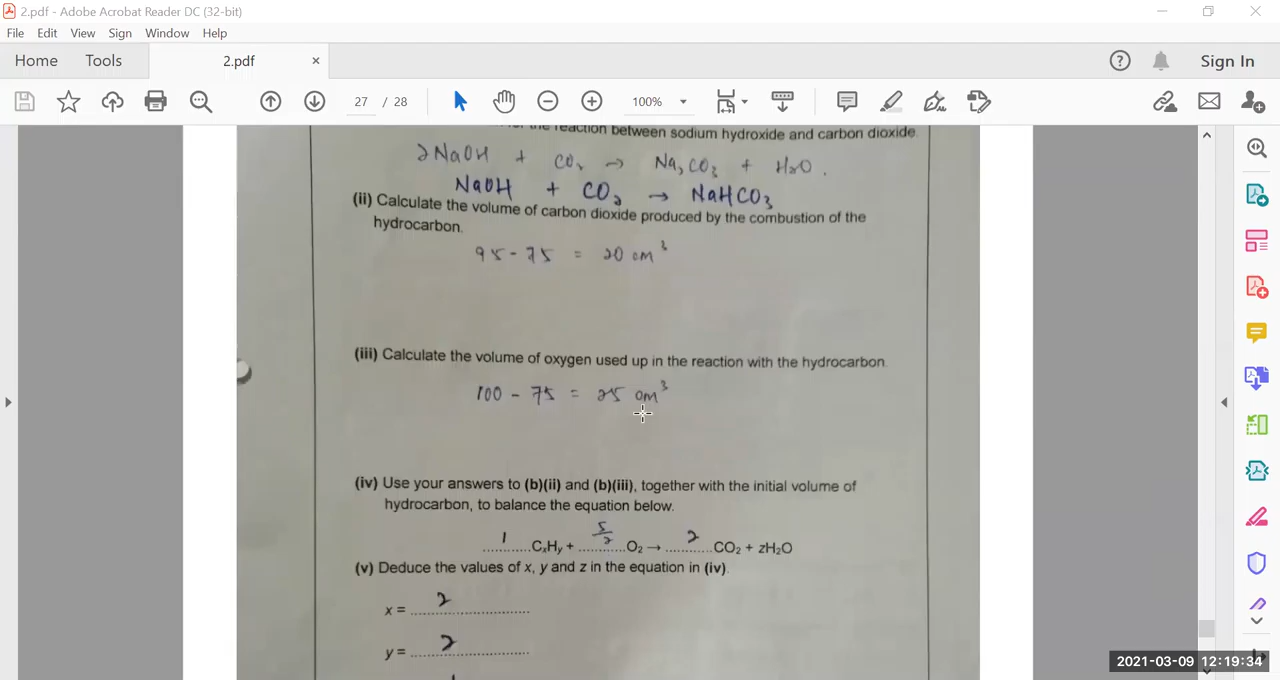 2.pdf - Adobe Acrobat Reader DC (32-bit)
File Edit View Sign Window Help
Home Tools 2.pdf × Sign In
27 / 28 100%
the reaction between sodium hydroxide and carbon dioxide.
2NaOH + CO₂ → Na₂CO₃ + H₂O .
NaOH + CO₂ → NaHCO₃
(ii) Calculate the volume of carbon dioxide produced by the combustion of the
hydrocarbon.
95 - 75 = 20 cm³
(iii) Calculate the volume of oxygen used up in the reaction with the hydrocarbon.
100 - 75 = 25 cm³
(iv) Use your answers to (b)(ii) and (b)(iii), together with the initial volume of
hydrocarbon, to balance the equation below.
1 CₓHᵧ + 5/2 O₂ → 2 CO₂ + zH₂O
(v) Deduce the values of x, y and z in the equation in (iv).
x = 2
y = 2
2021-03-09 12:19:34